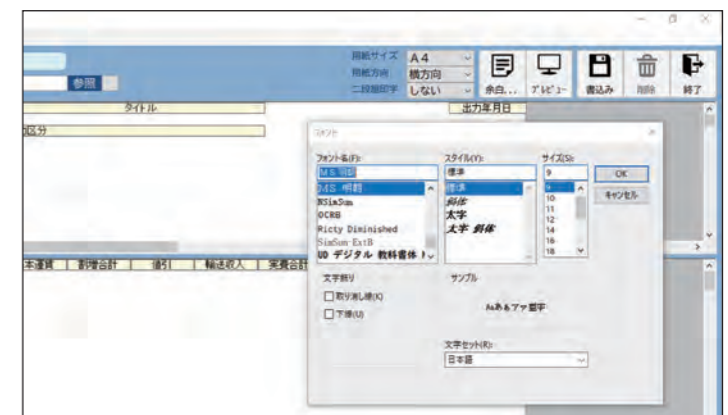 用紙サイズ A4
用紙方向 横方向
二段組印字 しない
余白... ﾌﾟﾚﾋﾞｭｰ 書込み 削除 終了
参照
タイトル 出力年月日
区分
フォント
フォント名(F): スタイル(Y): サイズ(S):
MS 明朝 標準 9 OK
MS 明朝 標準 9 キャンセル
NSimSun 斜体 10
OCRB 太字 11
Ricty Diminished 太字 斜体 12
SimSun-ExtB 14
UD デジタル 教科書体 16
18
本運賃 割増合計 値引 輸送収入 実費合計
文字飾り サンプル
取り消し線(K)
下線(U)
Aaあぁアァ亜宇
文字セット(R):
日本語